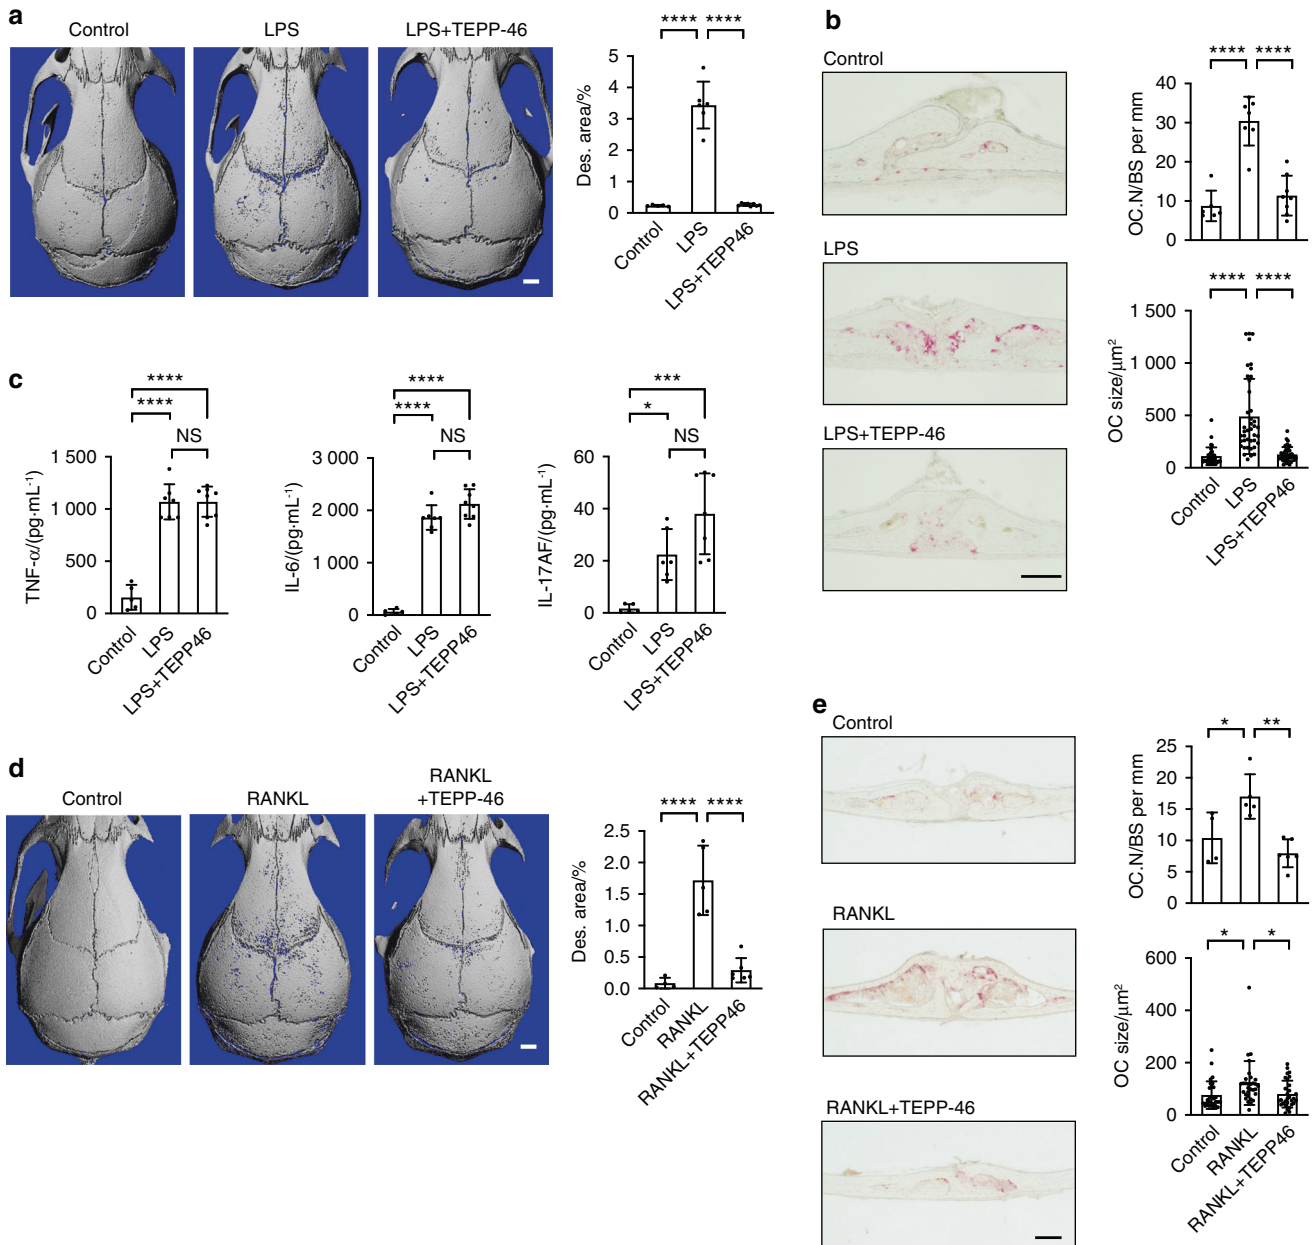 a
Control
LPS
LPS+TEPP-46
**** ****
Des. area/%
5
4
3
2
1
0
Control
LPS
LPS+TEPP46
b
Control
LPS
LPS+TEPP-46
**** ****
OC.N/BS per mm
40
30
20
10
0
**** ****
OC size/µm²
1 500
1 000
500
0
Control
LPS
LPS+TEPP46
c
****
****
NS
TNF-α/(pg·mL⁻¹)
1 500
1 000
500
0
Control
LPS
LPS+TEPP46
****
****
NS
IL-6/(pg·mL⁻¹)
3 000
2 000
1 000
0
Control
LPS
LPS+TEPP46
***
*
NS
IL-17AF/(pg·mL⁻¹)
60
40
20
0
Control
LPS
LPS+TEPP46
d
Control
RANKL
RANKL
+TEPP-46
**** ****
Des. area/%
2.5
2.0
1.5
1.0
0.5
0.0
Control
RANKL
RANKL+TEPP46
e
Control
RANKL
RANKL+TEPP-46
* **
OC.N/BS per mm
25
20
15
10
5
0
* *
OC size/µm²
600
400
200
0
Control
RANKL
RANKL+TEPP46